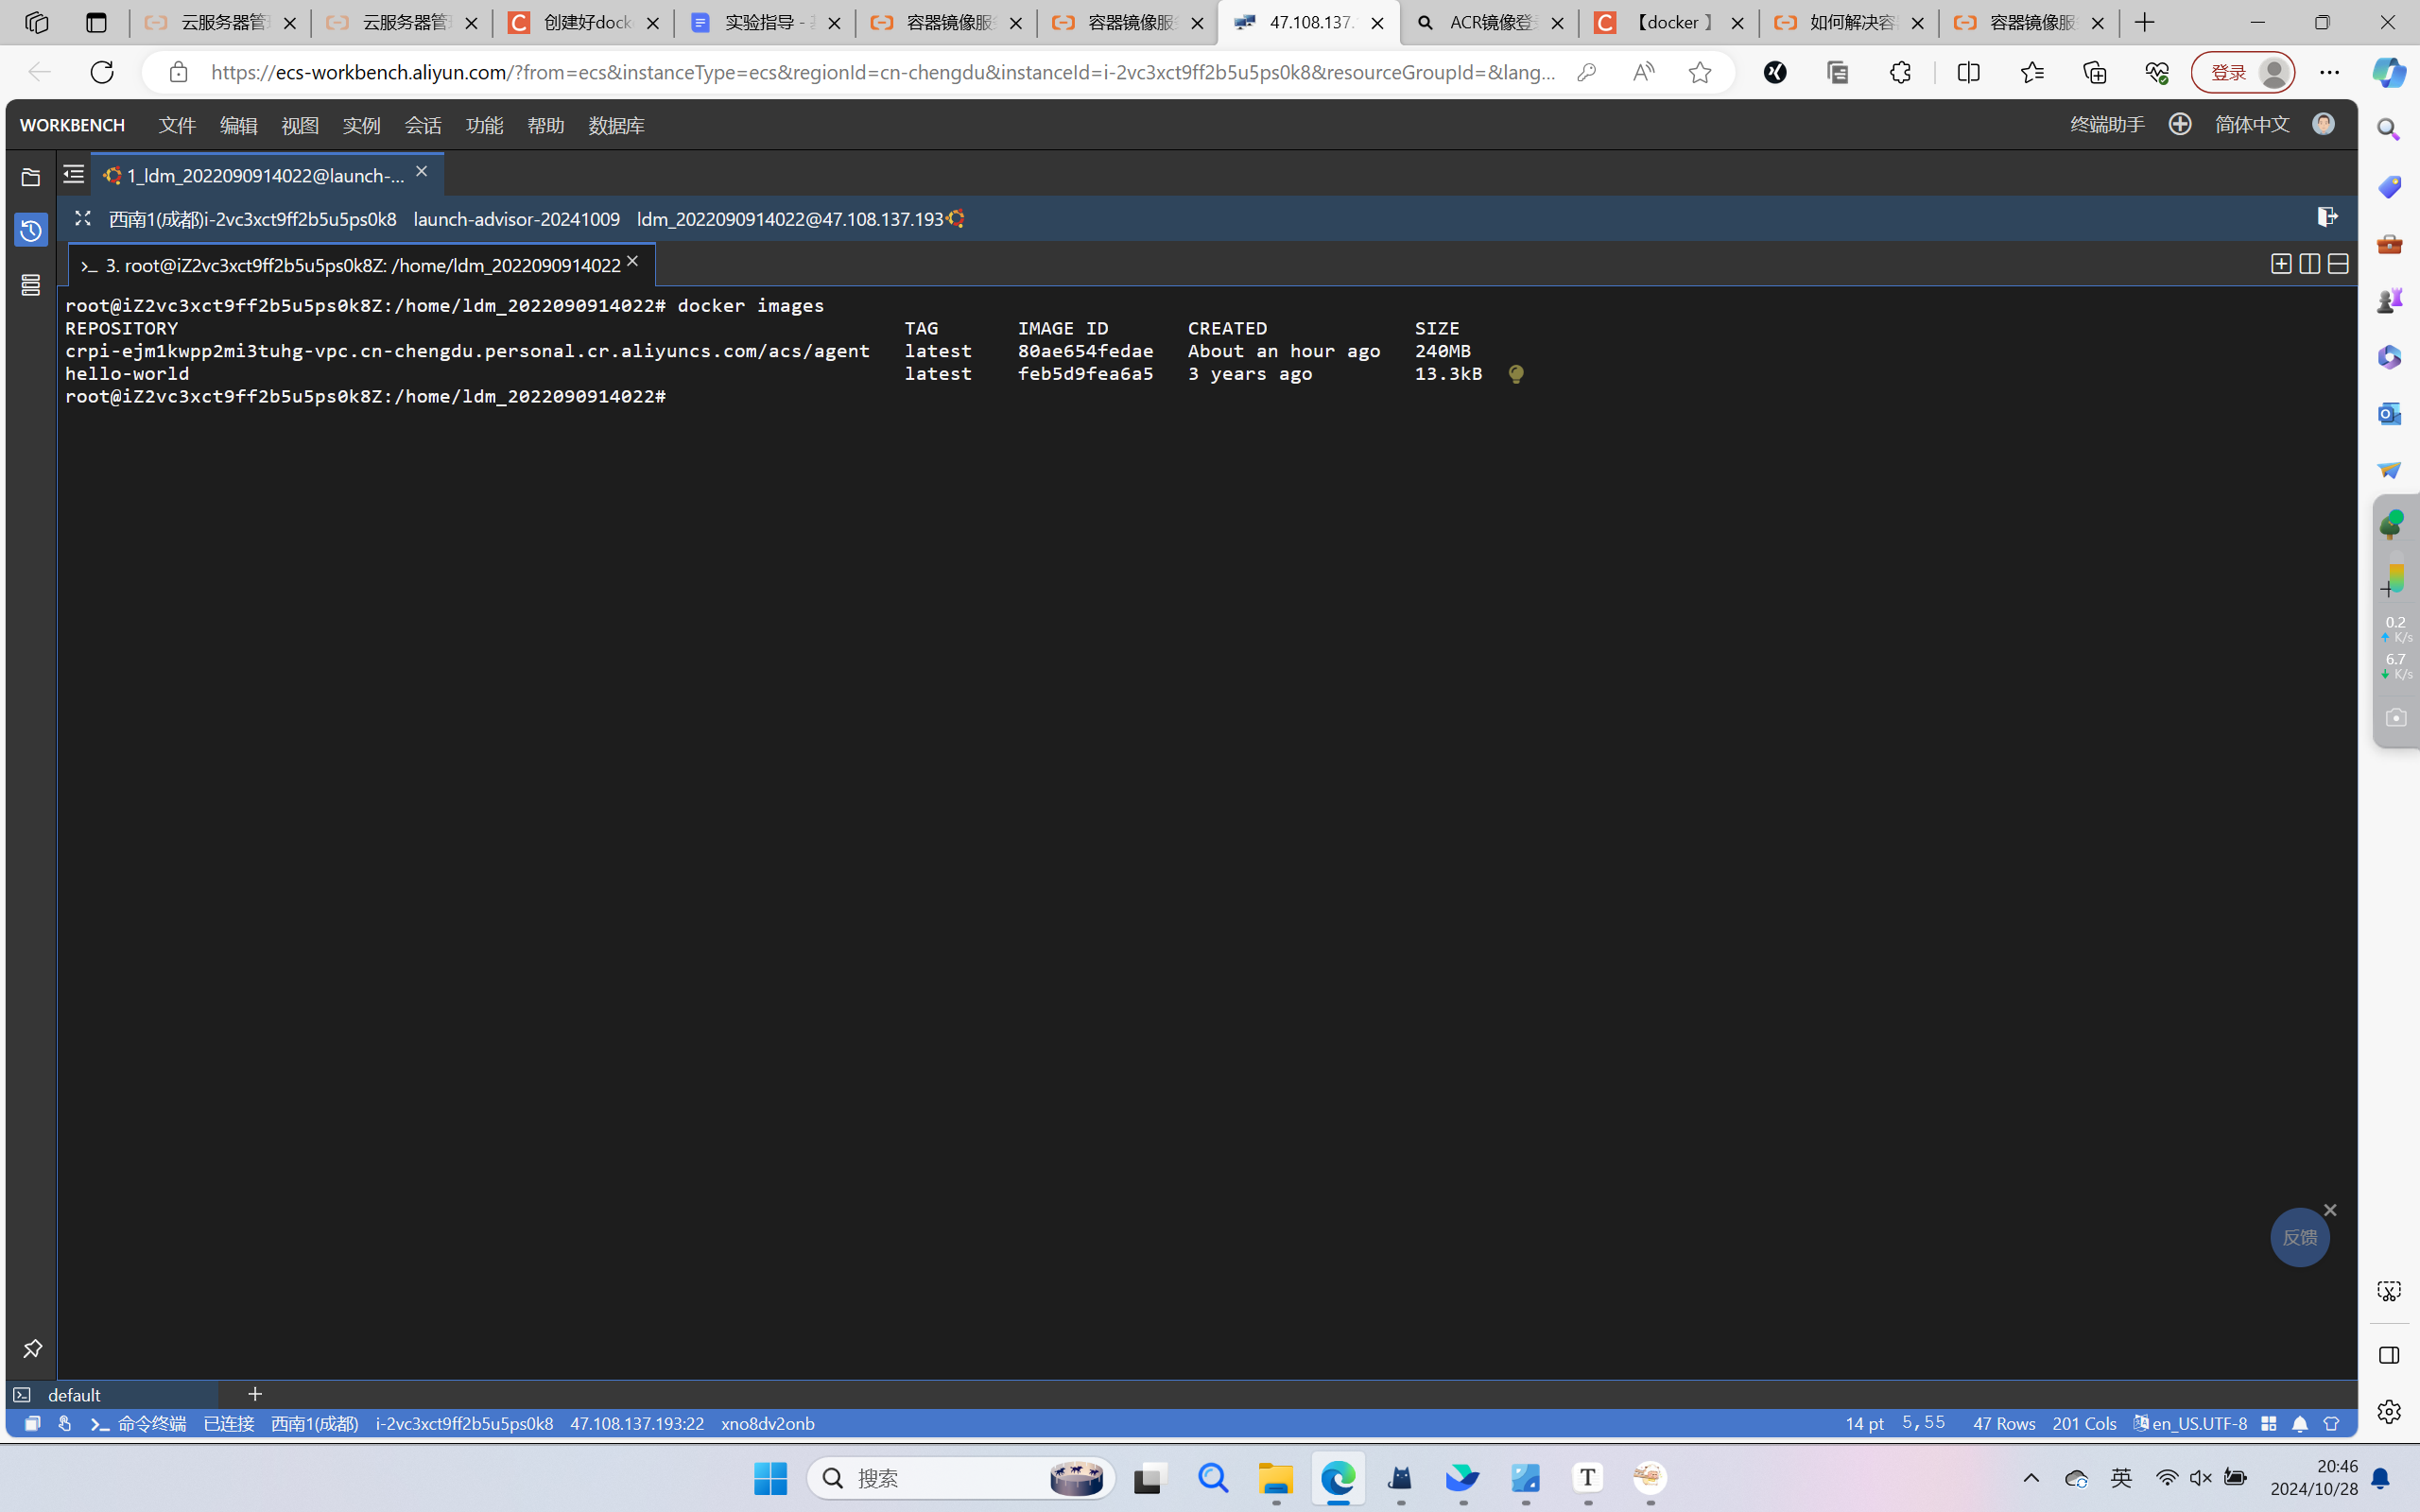 云服务器管
云服务器管
创建好dock
实验指导 -
容器镜像服
容器镜像服
47.108.137.
ACR镜像登
【docker 】
如何解决容
容器镜像服
https://ecs-workbench.aliyun.com/?from=ecs&instanceType=ecs&regionId=cn-chengdu&instanceId=i-2vc3xct9ff2b5u5ps0k8&resourceGroupId=&lang...
登录
WORKBENCH 文件 编辑 视图 实例 会话 功能 帮助 数据库
终端助手 简体中文
1_ldm_2022090914022@launch-...
西南1(成都)i-2vc3xct9ff2b5u5ps0k8 launch-advisor-20241009 ldm_2022090914022@47.108.137.193
3. root@iZ2vc3xct9ff2b5u5ps0k8Z: /home/ldm_2022090914022
root@iZ2vc3xct9ff2b5u5ps0k8Z:/home/ldm_2022090914022# docker images
REPOSITORY TAG IMAGE ID CREATED SIZE
crpi-ejm1kwpp2mi3tuhg-vpc.cn-chengdu.personal.cr.aliyuncs.com/acs/agent latest 80ae654fedae About an hour ago 240MB
hello-world latest feb5d9fea6a5 3 years ago 13.3kB
root@iZ2vc3xct9ff2b5u5ps0k8Z:/home/ldm_2022090914022#
0.2
K/s
6.7
K/s
反馈
default
命令终端 已连接 西南1(成都) i-2vc3xct9ff2b5u5ps0k8 47.108.137.193:22 xno8dv2onb
14 pt 5,55 47 Rows 201 Cols en_US.UTF-8
搜索
英
20:46
2024/10/28